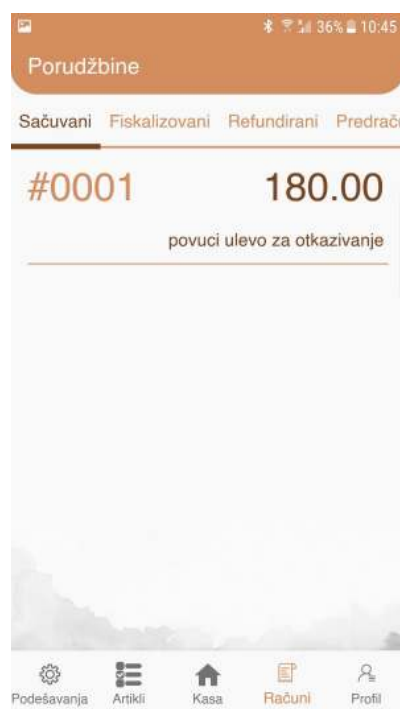 36% 10:45
Porudžbine
Sačuvani Fiskalizovani Refundirani Predrač
#0001 180.00
povuci ulevo za otkazivanje
Podešavanja Artikli Kasa Računi Profil